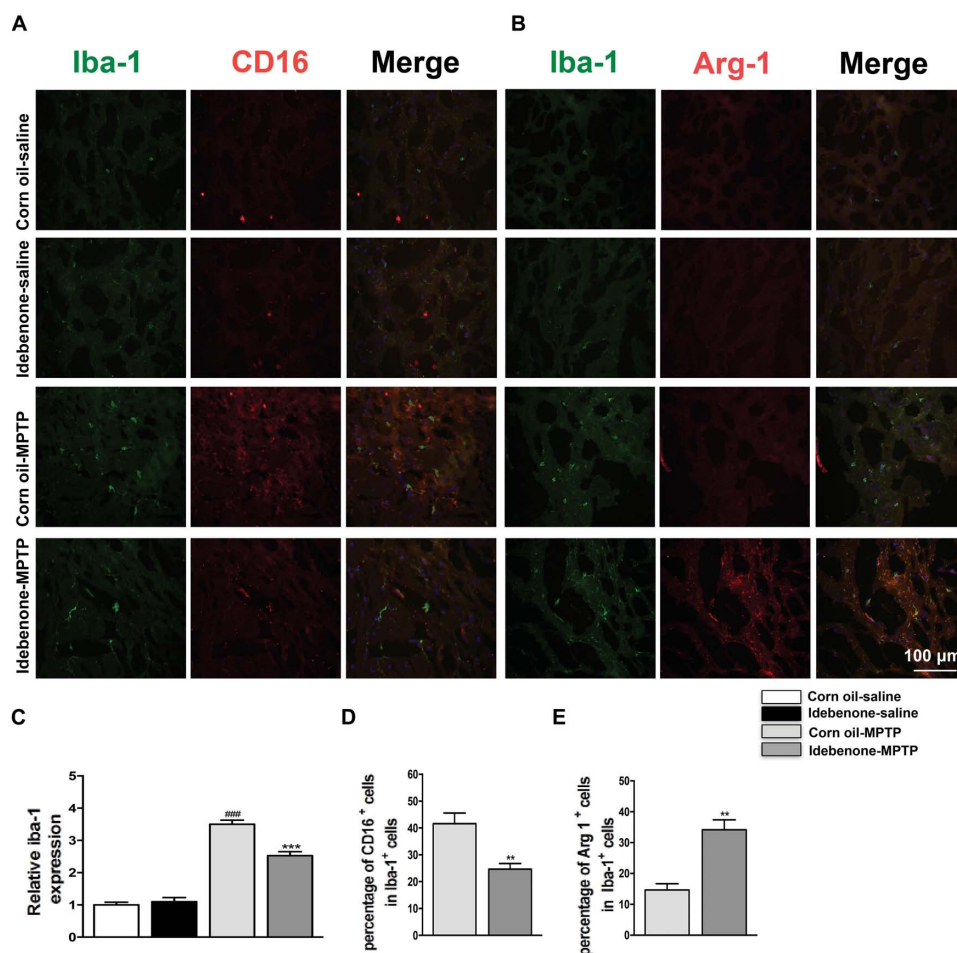 A
B
Iba-1 CD16 Merge Iba-1 Arg-1 Merge
Corn oil-saline
Idebenone-saline
Corn oil-MPTP
Idebenone-MPTP
100 μm
Corn oil-saline
Idebenone-saline
Corn oil-MPTP
Idebenone-MPTP
C
D
E
Relative iba-1
expression
5
4
3
2
1
0
###
***
percentage of CD16 + cells
in Iba-1+ cells
60
50
40
30
20
10
0
**
percentage of Arg 1 + cells
in Iba-1+ cells
50
40
30
20
10
0
**